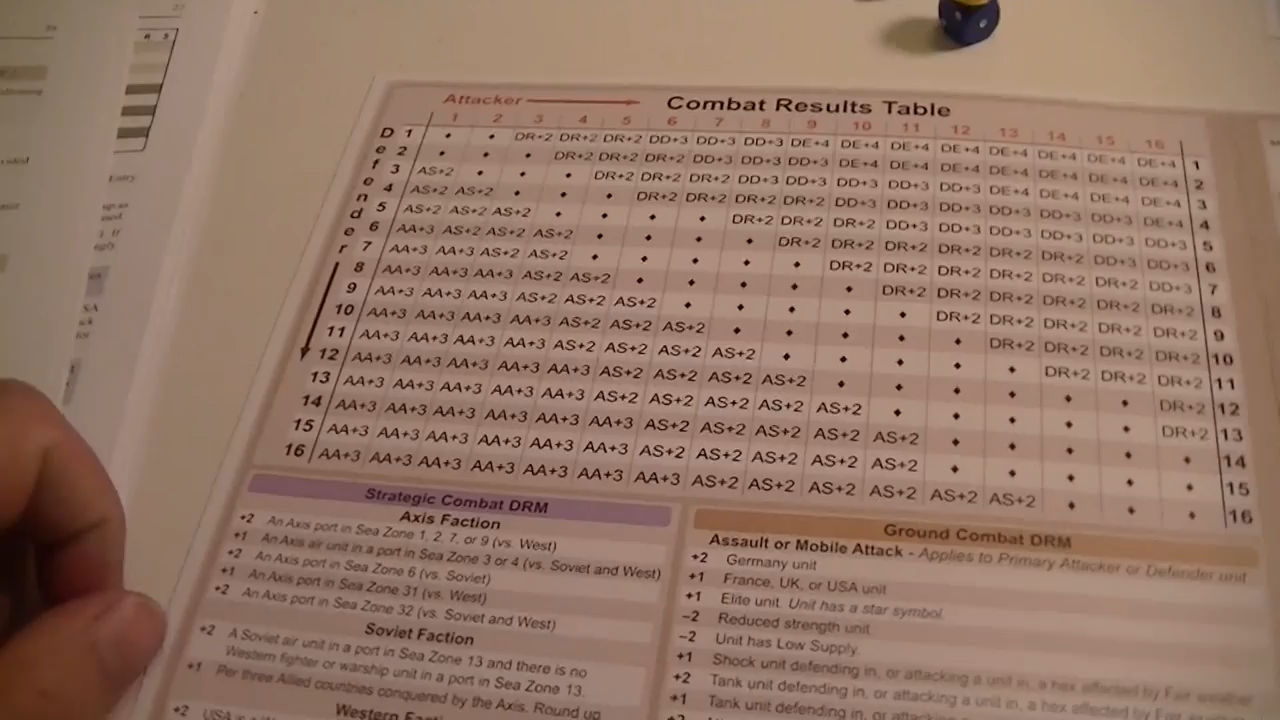 Combat Results Table
Attacker
1 2 3 4 5 6 7 8 9 10 11 12 13 14 15 16
Defender
1 • • DR+2 DR+2 DR+2 DD+3 DD+3 DD+3 DE+4 DE+4 DE+4 DE+4 DE+4 DE+4 DE+4 DE+4 1
2 • • • DR+2 DR+2 DR+2 DD+3 DD+3 DD+3 DE+4 DE+4 DE+4 DE+4 DE+4 DE+4 DE+4 2
3 AS+2 • • • DR+2 DR+2 DR+2 DD+3 DD+3 DD+3 DD+3 DD+3 DE+4 DE+4 DE+4 DE+4 3
4 AS+2 AS+2 • • • DR+2 DR+2 DR+2 DR+2 DD+3 DD+3 DD+3 DD+3 DD+3 DD+3 DE+4 4
5 AS+2 AS+2 AS+2 • • • • DR+2 DR+2 DR+2 DD+3 DD+3 DD+3 DD+3 DD+3 DD+3 5
6 AA+3 AS+2 AS+2 AS+2 • • • • DR+2 DR+2 DR+2 DR+2 DR+2 DR+2 DD+3 DD+3 6
7 AA+3 AA+3 AS+2 AS+2 • • • • • DR+2 DR+2 DR+2 DR+2 DR+2 DR+2 DD+3 7
8 AA+3 AA+3 AA+3 AS+2 AS+2 • • • • • DR+2 DR+2 DR+2 DR+2 DR+2 DR+2 8
9 AA+3 AA+3 AA+3 AS+2 AS+2 AS+2 • • • • • DR+2 DR+2 DR+2 DR+2 DR+2 9
10 AA+3 AA+3 AA+3 AA+3 AS+2 AS+2 AS+2 • • • • • DR+2 DR+2 DR+2 DR+2 10
11 AA+3 AA+3 AA+3 AA+3 AS+2 AS+2 AS+2 AS+2 • • • • • DR+2 DR+2 DR+2 11
12 AA+3 AA+3 AA+3 AA+3 AA+3 AS+2 AS+2 AS+2 AS+2 • • • • • • DR+2 12
13 AA+3 AA+3 AA+3 AA+3 AA+3 AS+2 AS+2 AS+2 AS+2 AS+2 • • • • • DR+2 13
14 AA+3 AA+3 AA+3 AA+3 AA+3 AA+3 AS+2 AS+2 AS+2 AS+2 AS+2 • • • • • 14
15 AA+3 AA+3 AA+3 AA+3 AA+3 AA+3 AS+2 AS+2 AS+2 AS+2 AS+2 • • • • • 15
16 AA+3 AA+3 AA+3 AA+3 AA+3 AA+3 AA+3 AS+2 AS+2 AS+2 AS+2 AS+2 AS+2 • • • 16
Strategic Combat DRM
Axis Faction
+2 An Axis port in Sea Zone 1, 2, 7, or 9 (vs. West)
+1 An Axis air unit in a port in Sea Zone 3 or 4 (vs. Soviet and West)
+2 An Axis port in Sea Zone 6 (vs. Soviet)
+1 An Axis port in Sea Zone 31 (vs. West)
+2 An Axis port in Sea Zone 32 (vs. Soviet and West)
Soviet Faction
+2 A Soviet air unit in a port in Sea Zone 13 and there is no
Western fighter or warship unit in a port in Sea Zone 13.
+1 Per three Allied countries conquered by the Axis. Round up
Western
+2 USA is
Ground Combat DRM
Assault or Mobile Attack - Applies to Primary Attacker or Defender unit
+2 Germany unit
+1 France, UK, or USA unit
+1 Elite unit. Unit has a star symbol.
−2 Reduced strength unit
−2 Unit has Low Supply.
+1 Shock unit defending in, or attacking a unit in, a hex affected by Fair weather
+2 Tank unit defending in, or attacking a unit in, a hex affected by Fair weather
+1 Tank unit defending in, or attacking